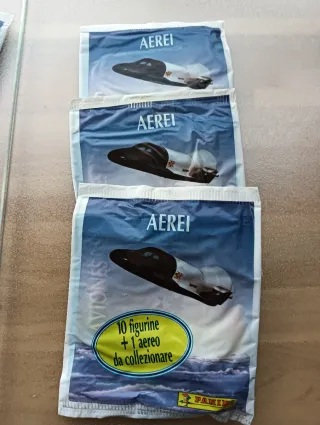 AEREI
AEREI
AEREI
10 figurine
+ 1 aereo
da collezionare
PANINI